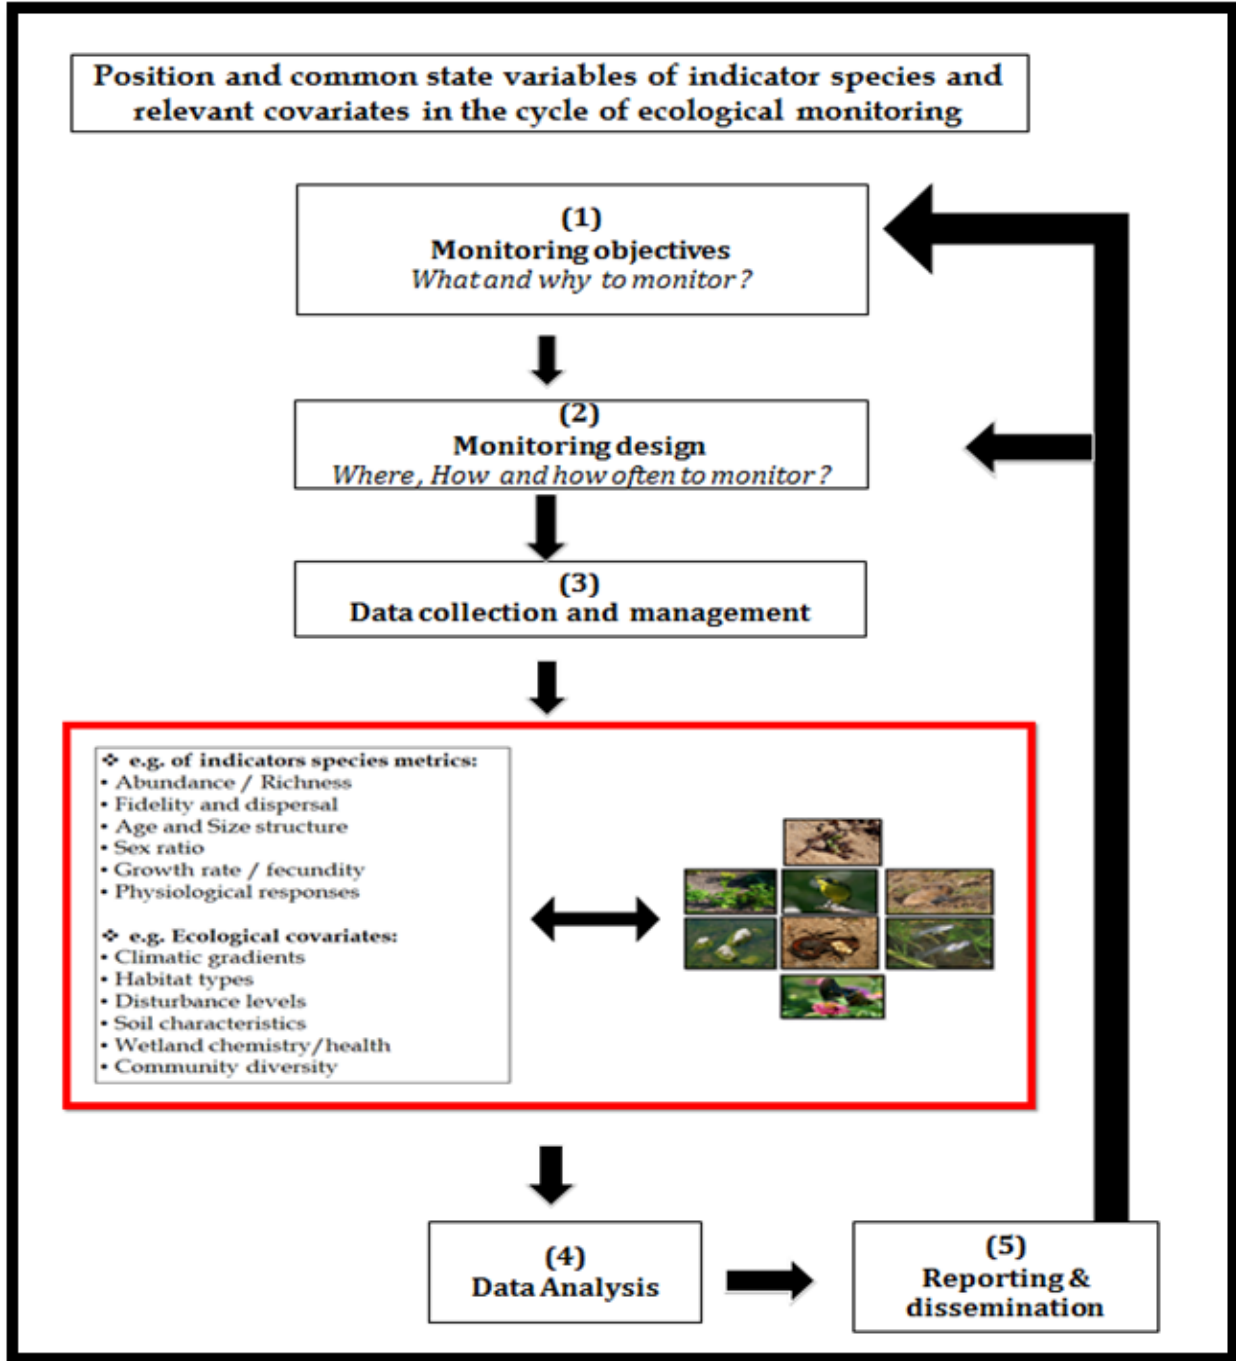 Position and common state variables of indicator species and
relevant covariates in the cycle of ecological monitoring
(1)
Monitoring objectives
What and why to monitor?
(2)
Monitoring design
Where, How and how often to monitor?
(3)
Data collection and management
❖ e.g. of indicators species metrics:
• Abundance / Richness
• Fidelity and dispersal
• Age and Size structure
• Sex ratio
• Growth rate / fecundity
• Physiological responses
❖ e.g. Ecological covariates:
• Climatic gradients
• Habitat types
• Disturbance levels
• Soil characteristics
• Wetland chemistry/health
• Community diversity
(4)
Data Analysis
(5)
Reporting &
dissemination